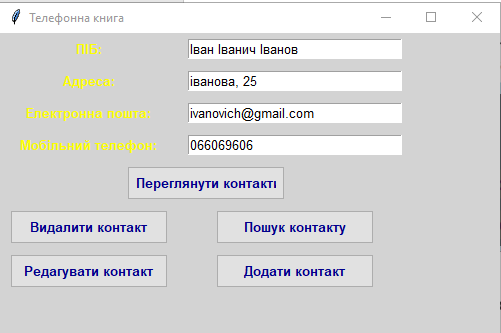 Телефонна книга
ПІБ: Іван Іванич Іванов
Адреса: іванова, 25
Електронна пошта: ivanovich@gmail.com
Мобільний телефон: 066069606
Переглянути контакти
Видалити контакт Пошук контакту
Редагувати контакт Додати контакт